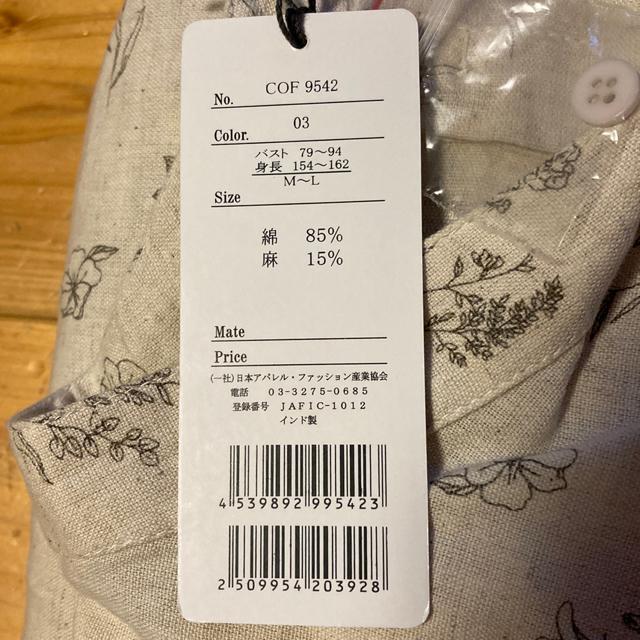 No. COF 9542
Color. 03
バスト 79～94
身長 154～162
M～L
Size
綿 85%
麻 15%
Mate
Price
(一社)日本アパレル・ファッション産業協会
電話 03-3275-0685
登録番号 JAFIC-1012
インド製
4 539892 995423
2 509954 203928